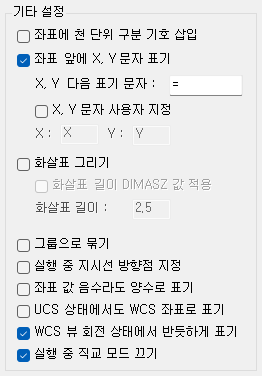 기타 설정
좌표에 천 단위 구분 기호 삽입
좌표 앞에 X, Y 문자 표기
X, Y 다음 표기 문자 : =
X, Y 문자 사용자 지정
X : X Y : Y
화살표 그리기
화살표 길이 DIMASZ 값 적용
화살표 길이 : 2.5
그룹으로 묶기
실행 중 지시선 방향점 지정
좌표 값 음수라도 양수로 표기
UCS 상태에서도 WCS 좌표로 표기
WCS 뷰 회전 상태에서 반듯하게 표기
실행 중 직교 모드 끄기